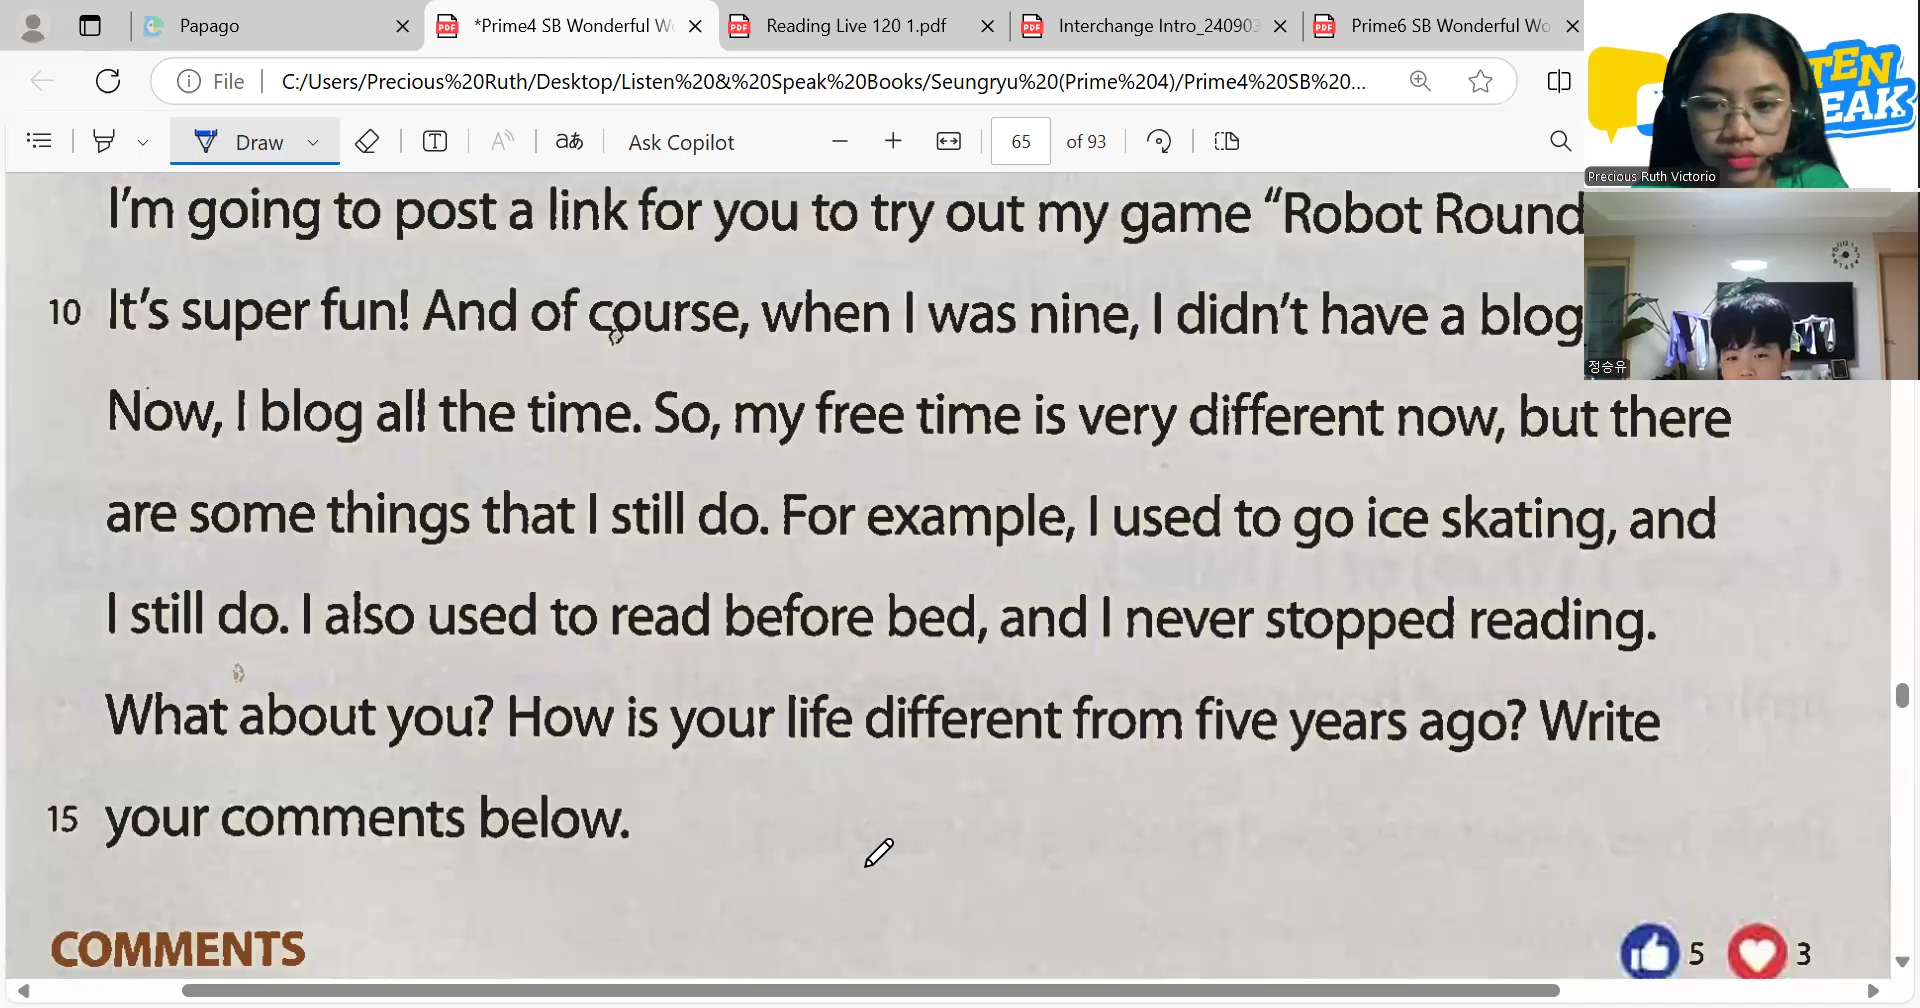 Papago
*Prime4 SB Wonderful W
Reading Live 120 1.pdf
Interchange Intro_24090
Prime6 SB Wonderful Wo
File
C:/Users/Precious%20Ruth/Desktop/Listen%20&%20Speak%20Books/Seungryu%20(Prime%204)/Prime4%20SB%20...
Draw
Ask Copilot
65 of 93
TEN
EAK
Precious Ruth Victorio
정승유
I'm going to post a link for you to try out my game “Robot Round
10 It's super fun! And of course, when I was nine, I didn't have a blog
Now, I blog all the time. So, my free time is very different now, but there
are some things that I still do. For example, I used to go ice skating, and
I still do. I also used to read before bed, and I never stopped reading.
What about you? How is your life different from five years ago? Write
15 your comments below.
COMMENTS
5 3